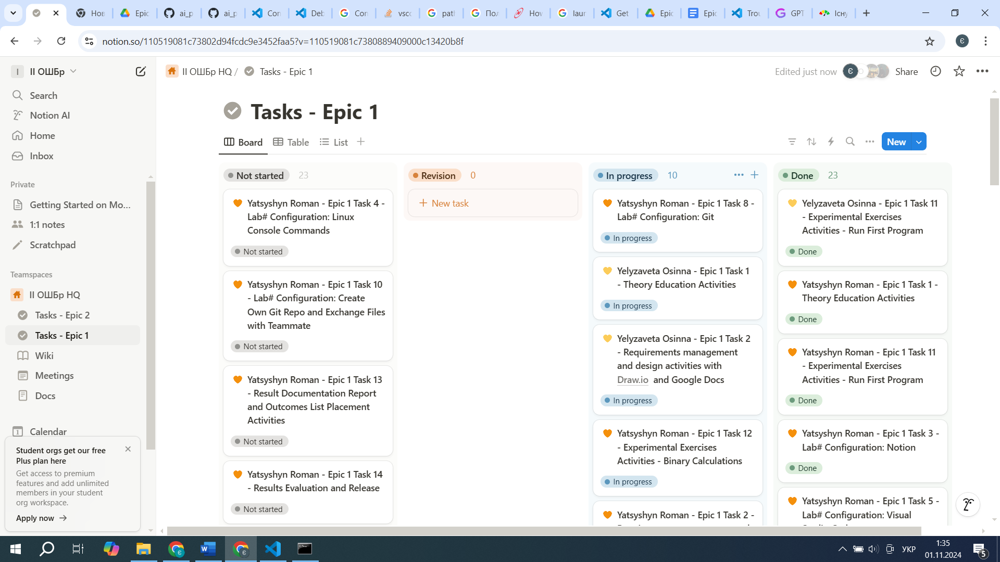 Нов
Epic
ai_p
ai_p
Con
Deb
Con
vsco
path
Пол
How
laun
Get
Epic
Epic
Trou
GPT
Існу
notion.so/110519081c73802d94fcdc9e3452faa5?v=110519081c7380889409000c13420b8f
Є
I ІІ ОШБр
ІІ ОШБр HQ / Tasks - Epic 1
Edited just now Є Share
Search
Notion AI
Home
Inbox
Private
Getting Started on Mo...
1:1 notes
Scratchpad
Teamspaces
ІІ ОШБр HQ
Tasks - Epic 2
Tasks - Epic 1
Wiki
Meetings
Docs
Calendar
Student orgs get our free
Plus plan here
Get access to premium
features and add unlimited
members in your student
org workspace.
Apply now →
Tasks - Epic 1
Board Table List
New
Not started 23
Yatsyshyn Roman - Epic 1 Task 4 -
Lab# Configuration: Linux
Console Commands
Not started
Yatsyshyn Roman - Epic 1 Task 10
- Lab# Configuration: Create
Own Git Repo and Exchange Files
with Teammate
Not started
Yatsyshyn Roman - Epic 1 Task 13
- Result Documentation Report
and Outcomes List Placement
Activities
Not started
Yatsyshyn Roman - Epic 1 Task 14
- Results Evaluation and Release
Not started
Revision 0
+ New task
In progress 10
Yatsyshyn Roman - Epic 1 Task 8 -
Lab# Configuration: Git
In progress
Yelyzaveta Osinna - Epic 1 Task 1
- Theory Education Activities
In progress
Yelyzaveta Osinna - Epic 1 Task 2
- Requirements management
and design activities with
Draw.io and Google Docs
In progress
Yatsyshyn Roman - Epic 1 Task 12
- Experimental Exercises
Activities - Binary Calculations
In progress
Yatsyshyn Roman - Epic 1 Task 2 -
Done 23
Yelyzaveta Osinna - Epic 1 Task 11
- Experimental Exercises
Activities - Run First Program
Done
Yatsyshyn Roman - Epic 1 Task 1 -
Theory Education Activities
Done
Yatsyshyn Roman - Epic 1 Task 11
- Experimental Exercises
Activities - Run First Program
Done
Yatsyshyn Roman - Epic 1 Task 3 -
Lab# Configuration: Notion
Done
Yatsyshyn Roman - Epic 1 Task 5 -
Lab# Configuration: Visual
УКР
1:35
01.11.2024
5